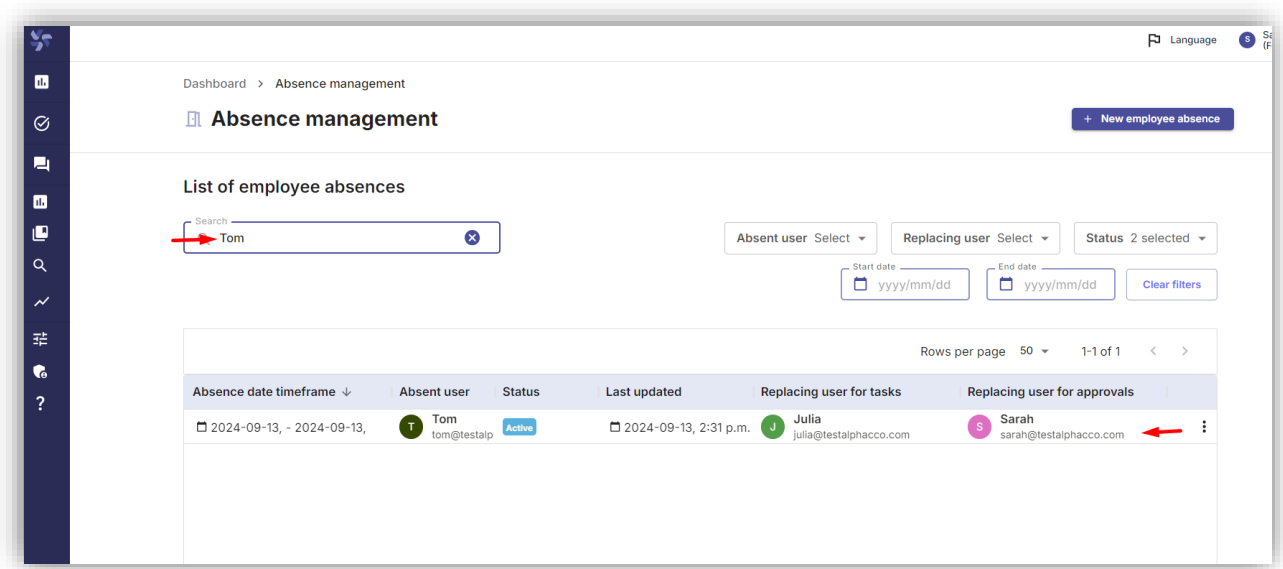 Language
S
Dashboard > Absence management
Absence management
+ New employee absence
List of employee absences
Search
Tom
Absent user Select
Replacing user Select
Status 2 selected
Start date
yyyy/mm/dd
End date
yyyy/mm/dd
Clear filters
Rows per page 50 1-1 of 1 < >
Absence date timeframe ↓ Absent user Status Last updated Replacing user for tasks Replacing user for approvals
2024-09-13, - 2024-09-13,
T
Tom
tom@testalp
Active
2024-09-13, 2:31 p.m.
J
Julia
julia@testalphacco.com
S
Sarah
sarah@testalphacco.com
?